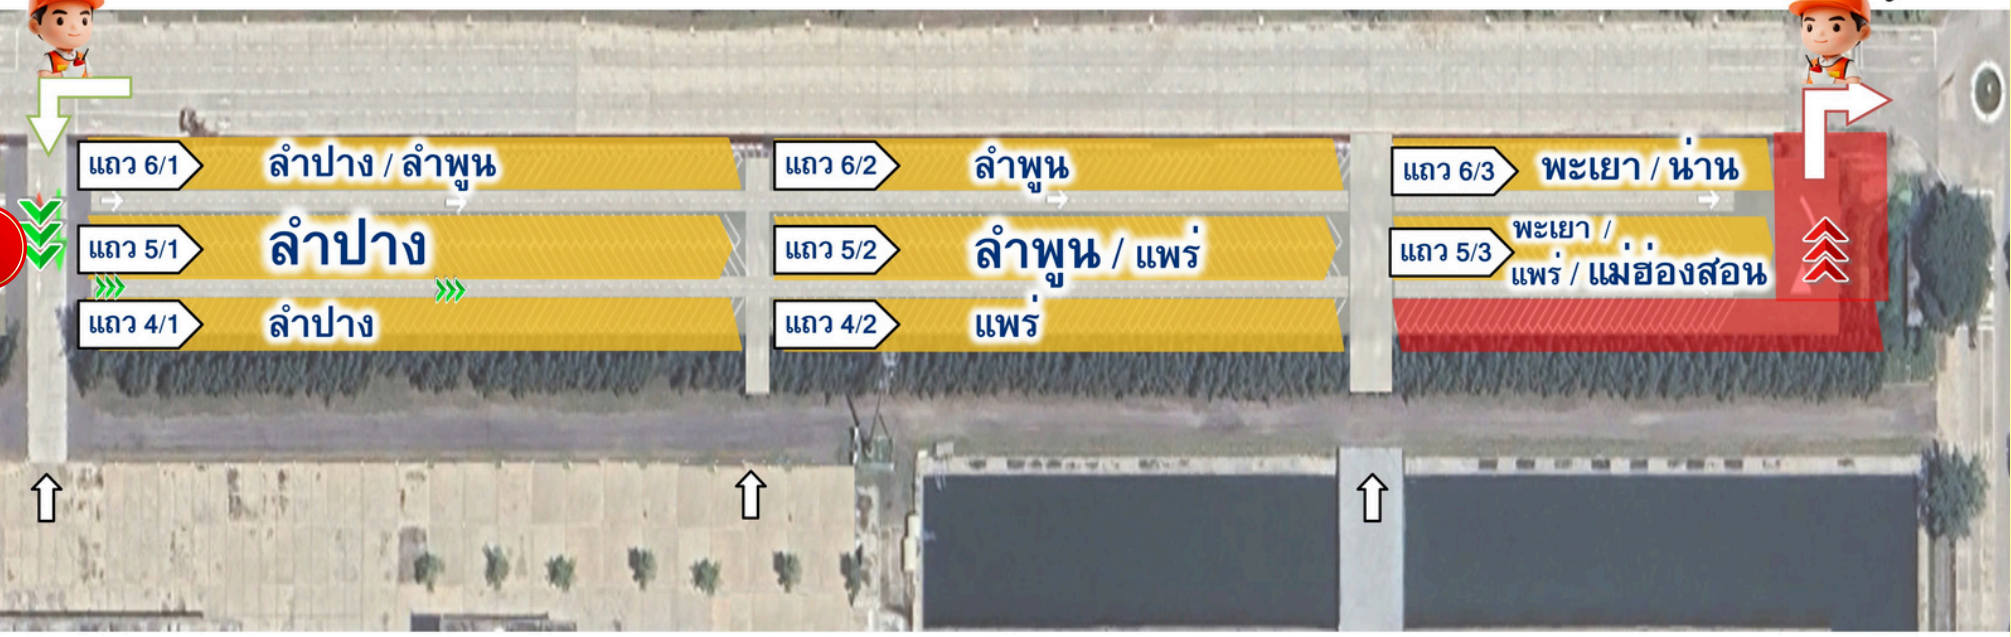 แถว 6/1 ลำปาง / ลำพูน
แถว 6/2 ลำพูน
แถว 6/3 พะเยา / น่าน
แถว 5/1 ลำปาง
แถว 5/2 ลำพูน / แพร่
แถว 5/3 พะเยา /
แพร่ / แม่ฮ่องสอน
แถว 4/1 ลำปาง
แถว 4/2 แพร่